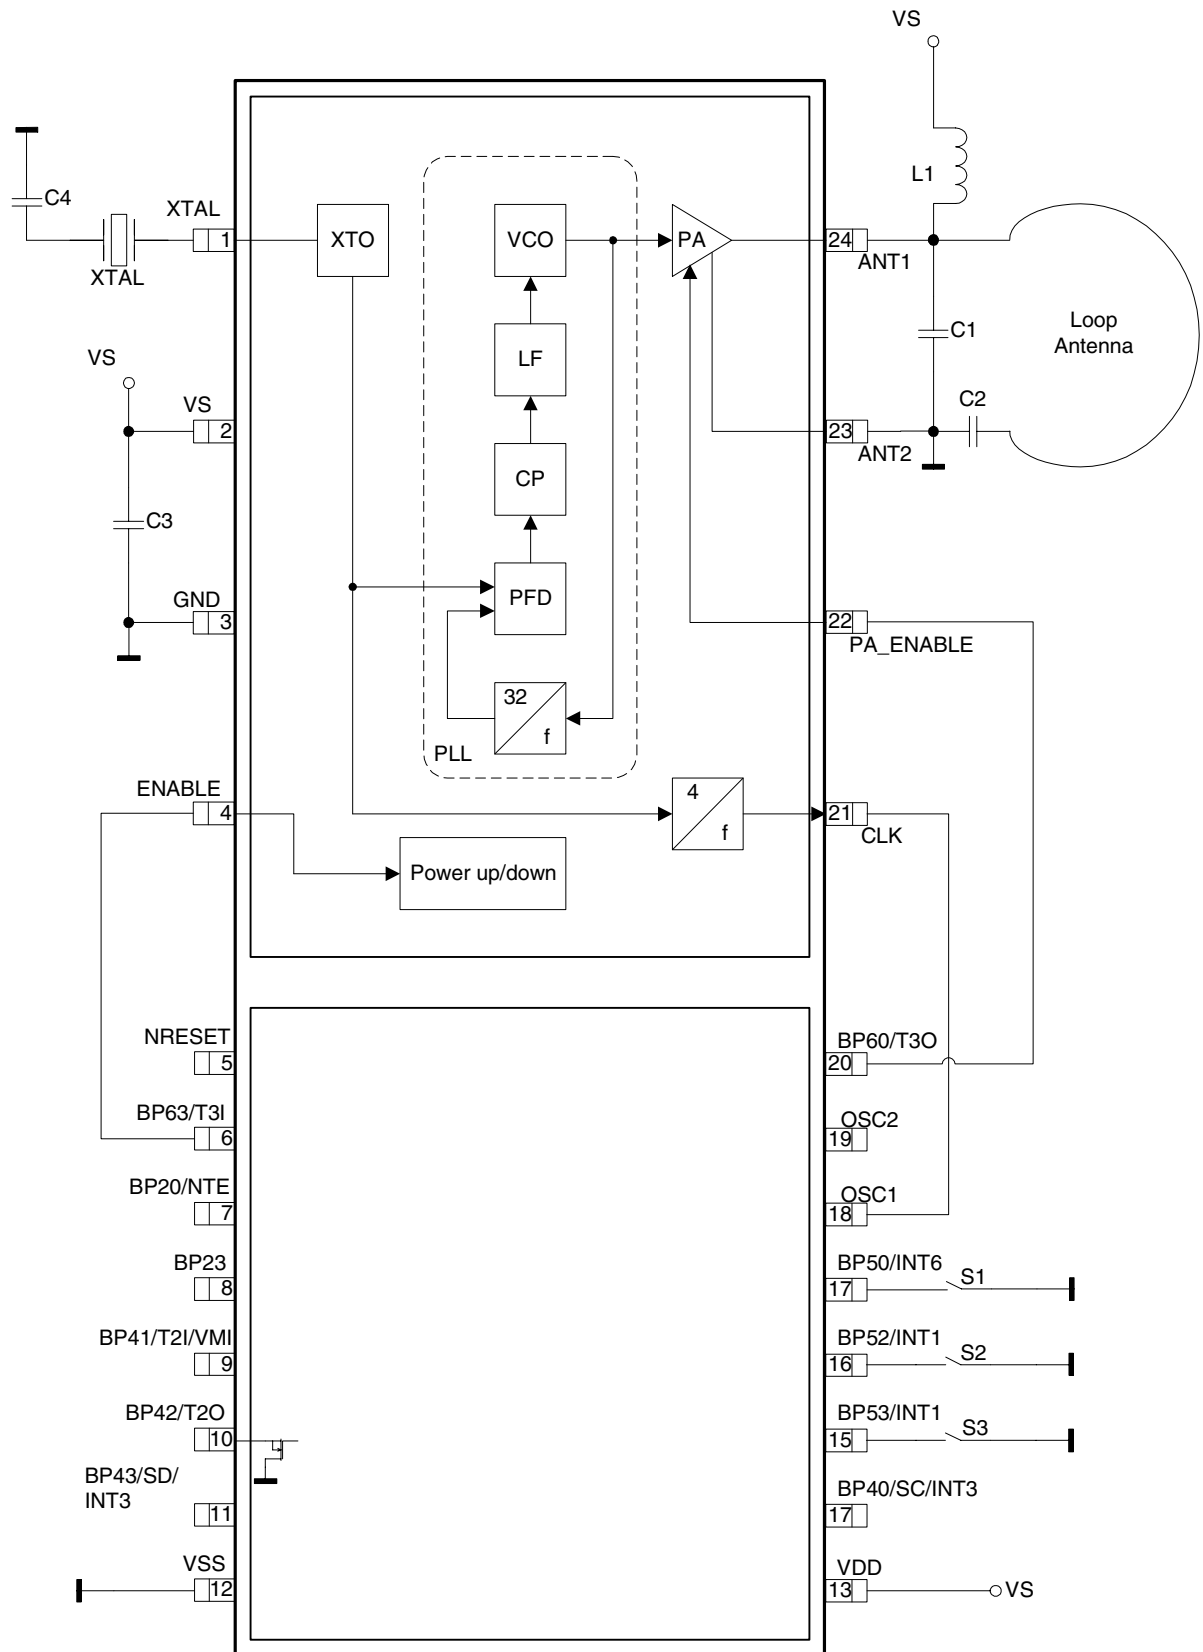 VS
L1
C4
XTAL
1
XTAL
XTO
VCO
PA
24
ANT1
Loop
Antenna
C1
LF
VS
VS
2
C2
23
ANT2
CP
C3
GND
3
PFD
22
PA_ENABLE
32
f
PLL
ENABLE
4
4
f
21
CLK
Power up/down
NRESET
5
BP60/T3O
20
BP63/T3I
6
OSC2
19
BP20/NTE
7
OSC1
18
BP23
8
BP50/INT6
17
S1
BP41/T2I/VMI
9
BP52/INT1
16
S2
BP42/T2O
10
BP53/INT1
15
S3
BP43/SD/
INT3
11
BP40/SC/INT3
17
VSS
12
VDD
13
VS